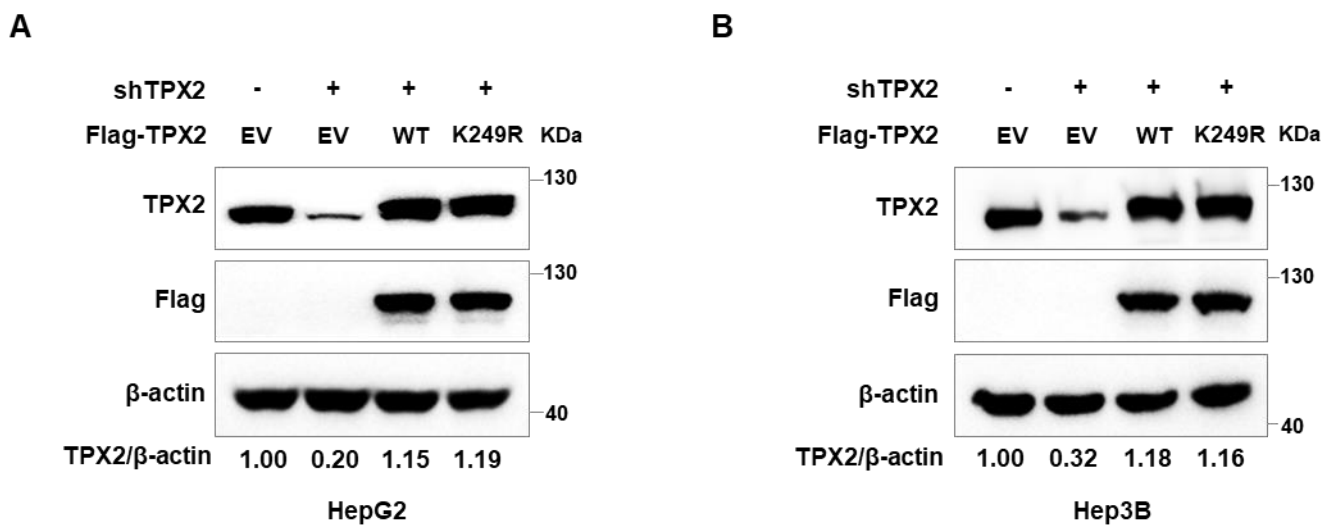 A
shTPX2 - + + +
Flag-TPX2 EV EV WT K249R KDa
TPX2 130
Flag 130
β-actin 40
TPX2/β-actin 1.00 0.20 1.15 1.19
HepG2
B
shTPX2 - + + +
Flag-TPX2 EV EV WT K249R KDa
TPX2 130
Flag 130
β-actin 40
TPX2/β-actin 1.00 0.32 1.18 1.16
Hep3B